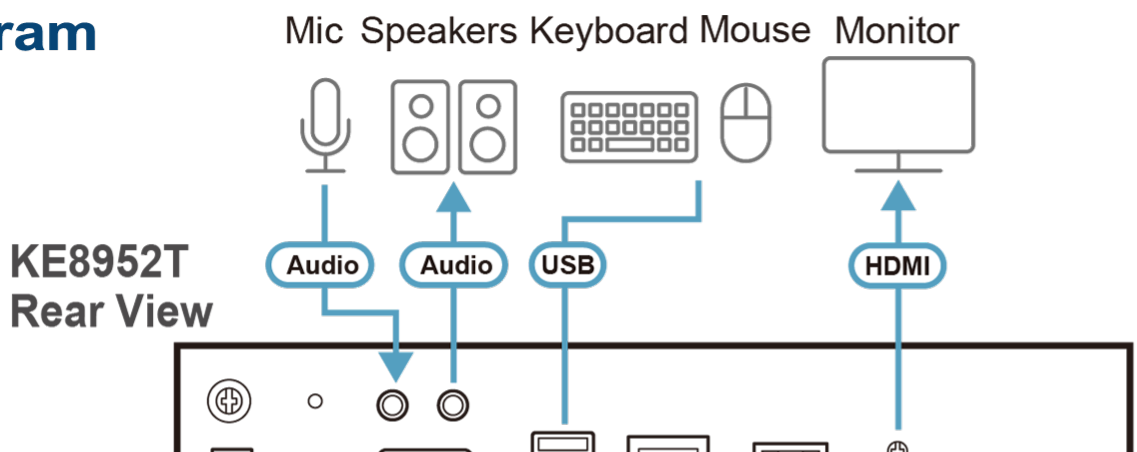 ram
Mic Speakers Keyboard Mouse Monitor
KE8952T
Rear View
Audio Audio USB HDMI